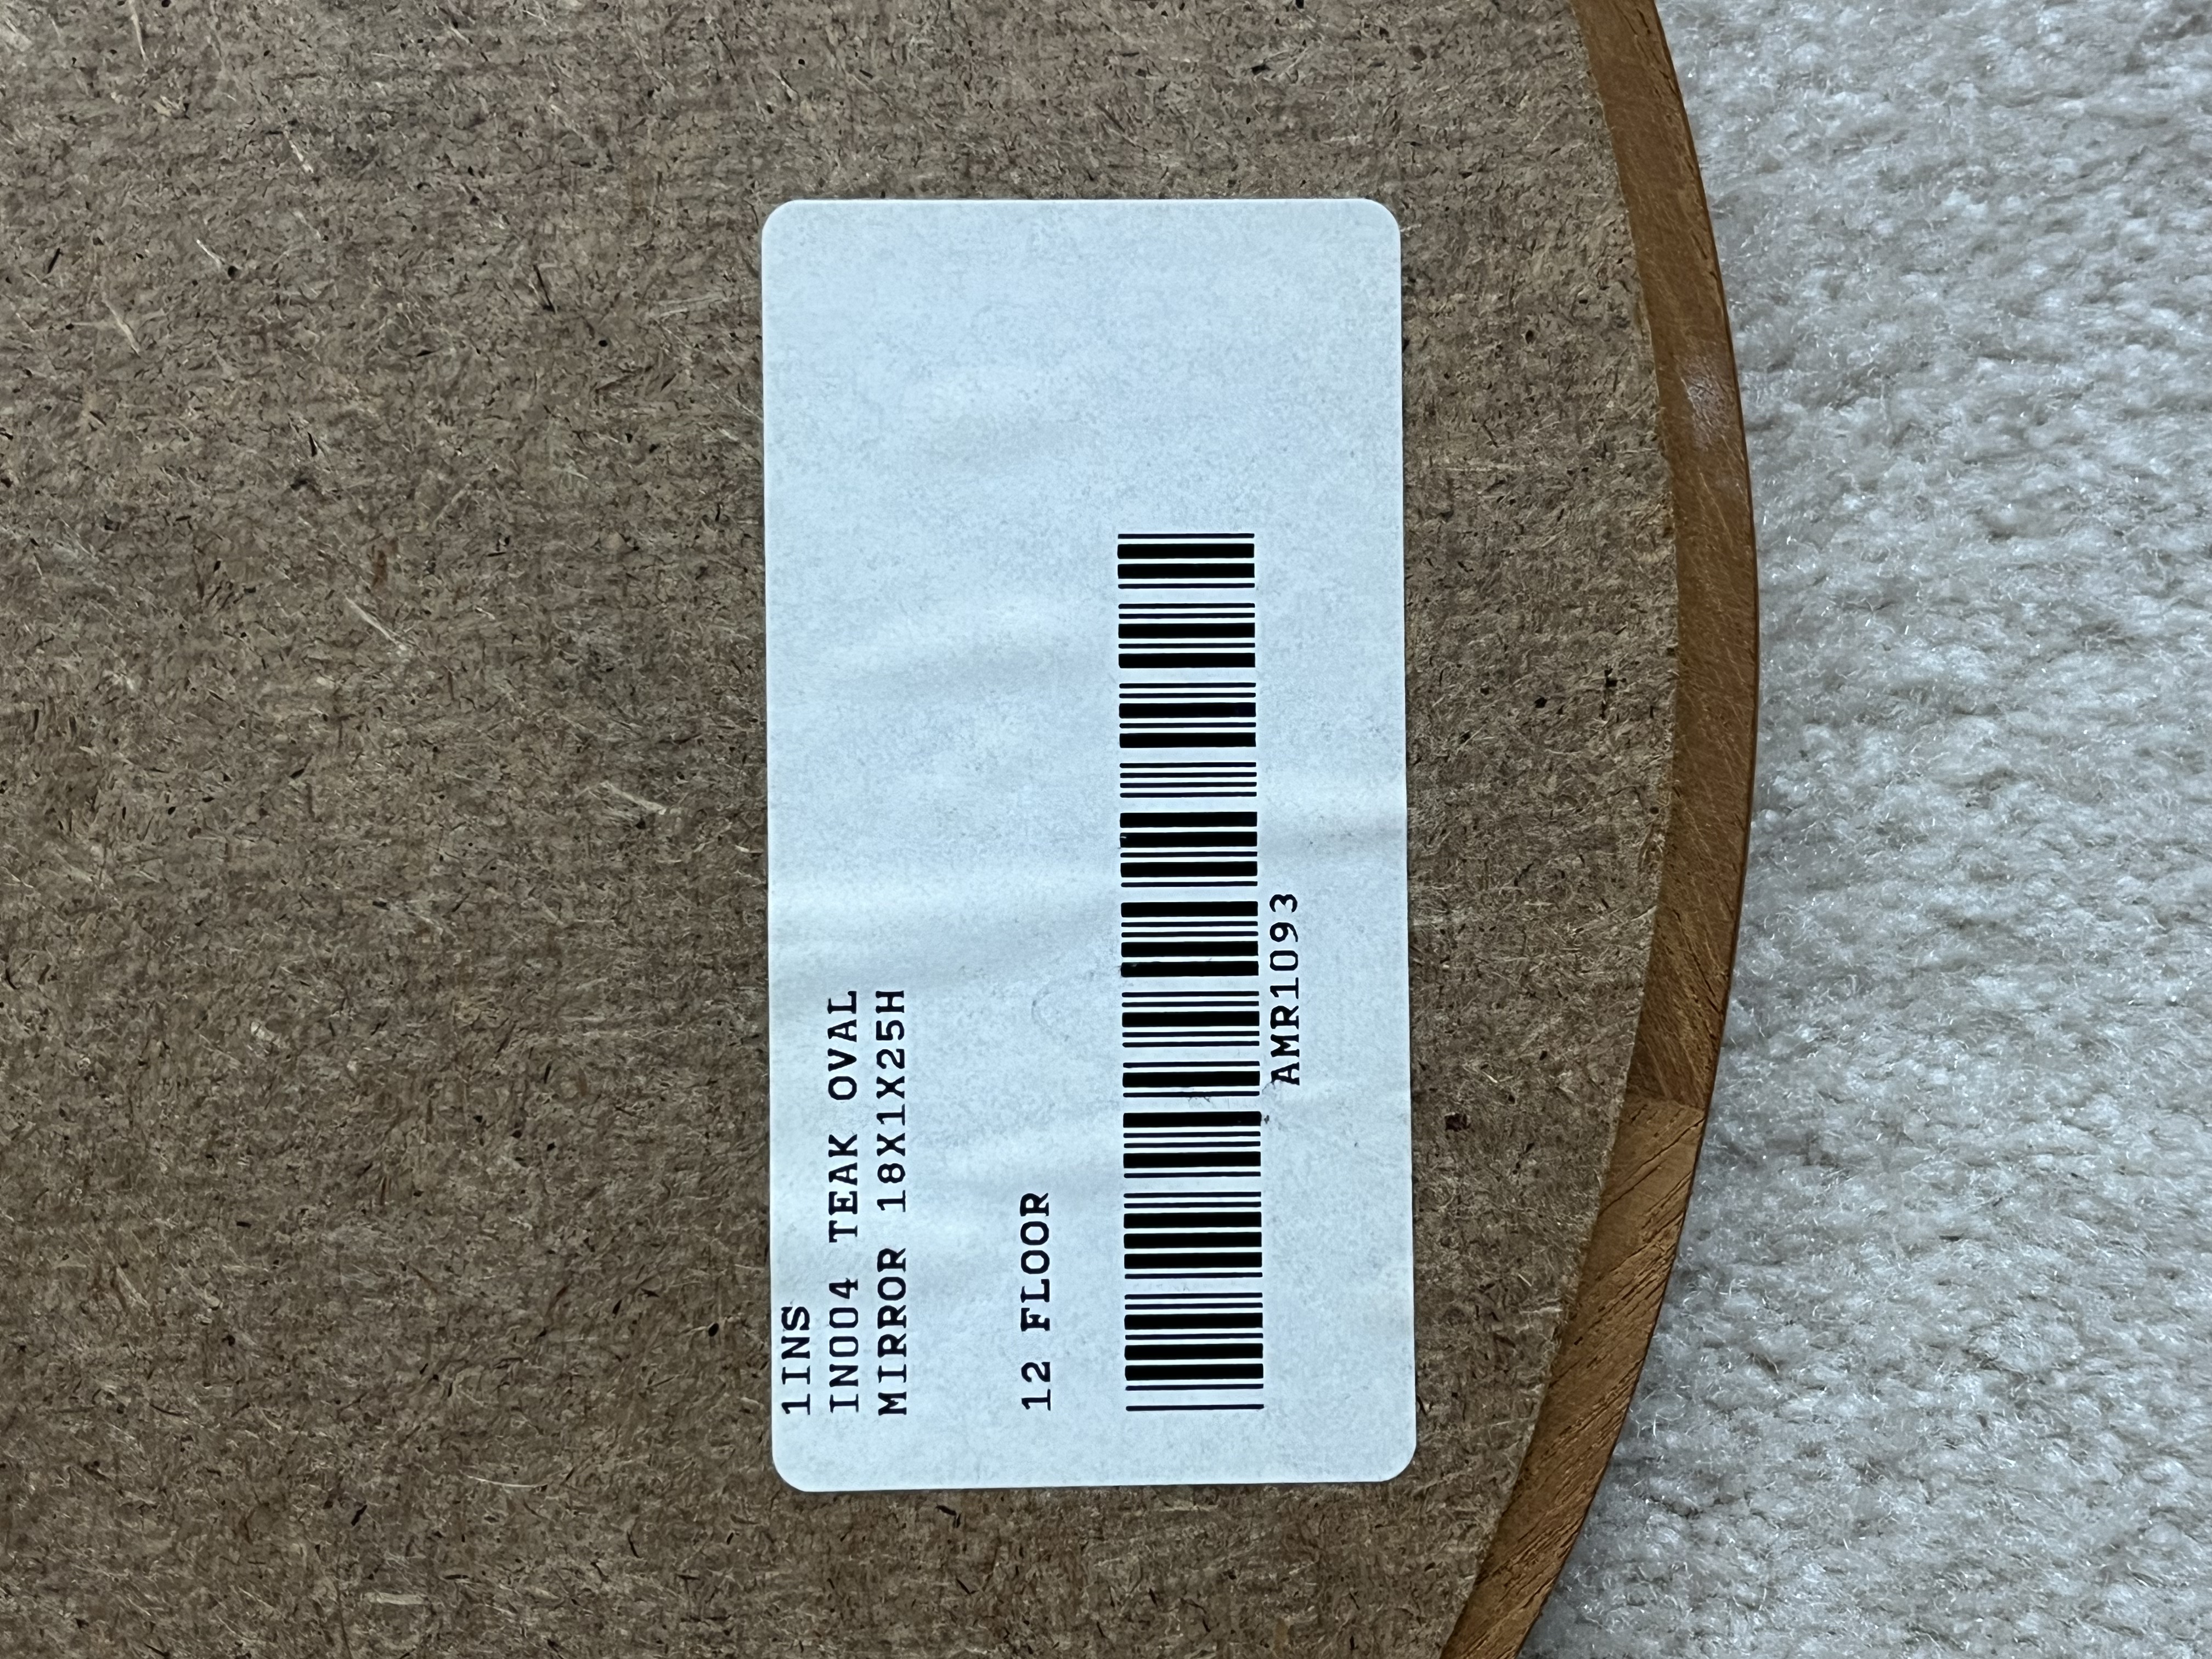 1INS
IN004 TEAK OVAL
MIRROR 18X1X25H
12 FLOOR
AMR1093